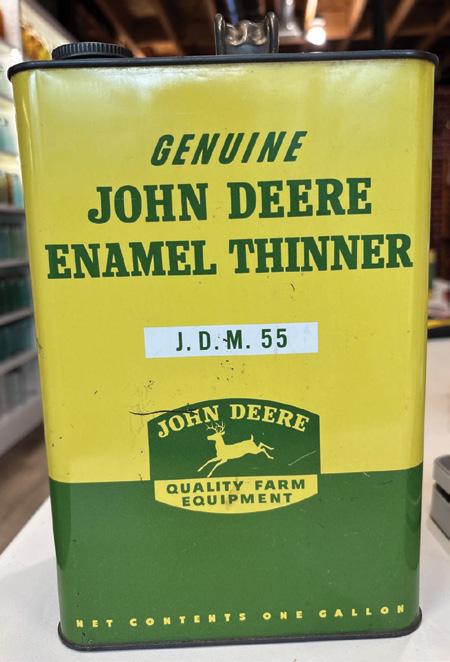 GENUINE
JOHN DEERE
ENAMEL THINNER
J. D. M. 55
JOHN DEERE
QUALITY FARM
EQUIPMENT
NET CONTENTS ONE GALLON